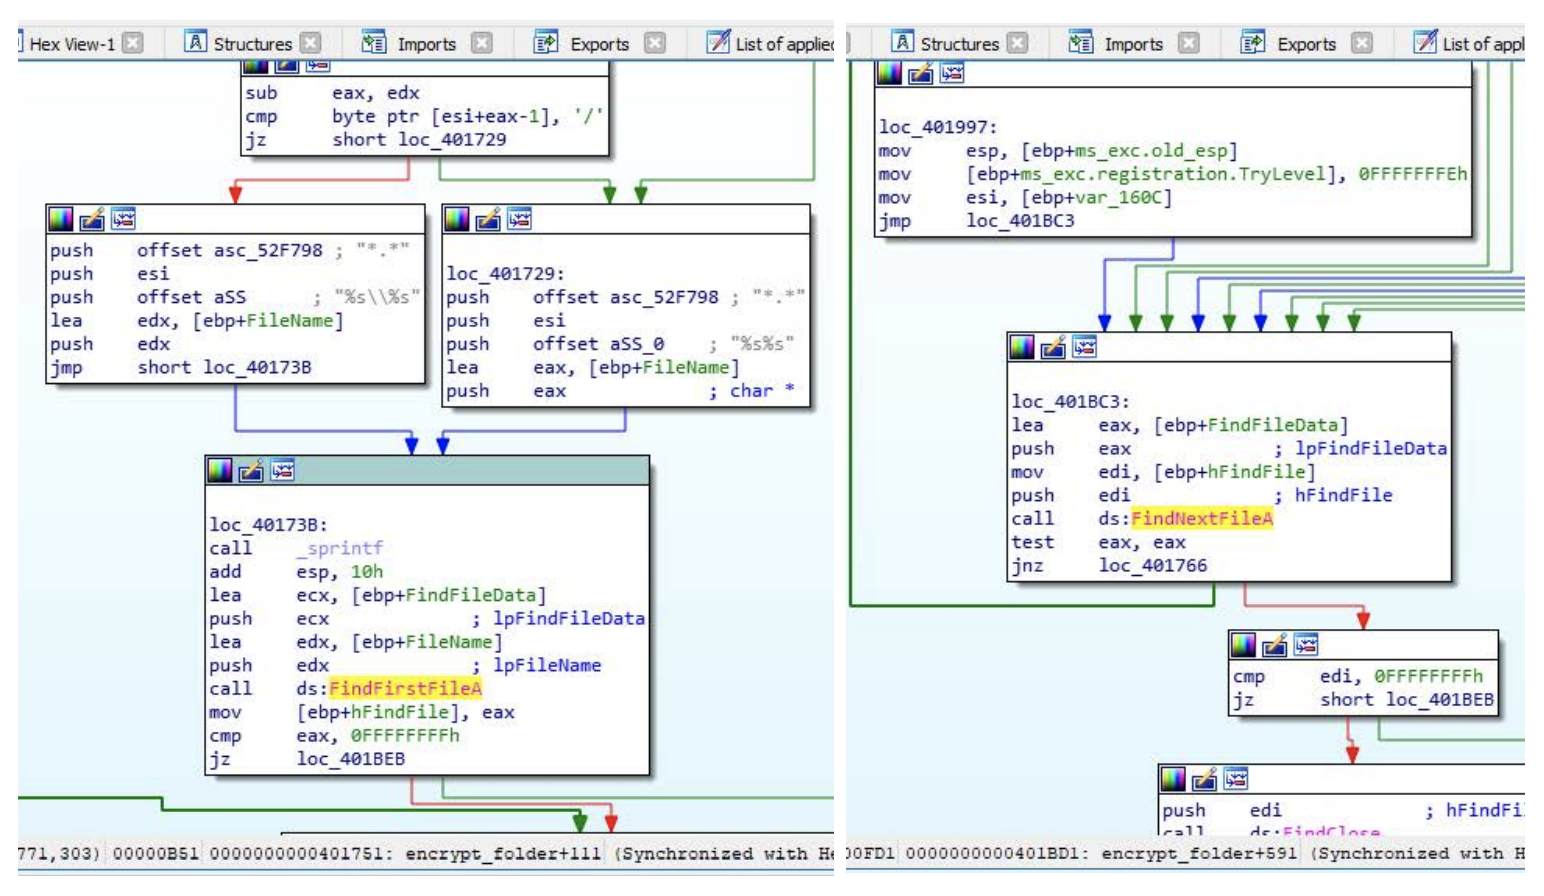 Hex View-1 Structures Imports Exports List of applied
sub eax, edx
cmp byte ptr [esi+eax-1], '/'
jz short loc_401729
push offset asc_52F798 ; "*.*"
push esi
push offset aSS ; "%s\\%s"
lea edx, [ebp+FileName]
push edx
jmp short loc_40173B
loc_401729:
push offset asc_52F798 ; "*.*"
push esi
push offset aSS_0 ; "%s%s"
lea eax, [ebp+FileName]
push eax ; char *
loc_40173B:
call _sprintf
add esp, 10h
lea ecx, [ebp+FindFileData]
push ecx ; lpFindFileData
lea edx, [ebp+FileName]
push edx ; lpFileName
call ds:FindFirstFileA
mov [ebp+hFindFile], eax
cmp eax, 0FFFFFFFFh
jz loc_401BEB
771,303) 00000B51 0000000000401751: encrypt_folder+111 (Synchronized with He
Structures Imports Exports List of appl
loc_401997:
mov esp, [ebp+ms_exc.old_esp]
mov [ebp+ms_exc.registration.TryLevel], 0FFFFFFFEh
mov esi, [ebp+var_160C]
jmp loc_401BC3
loc_401BC3:
lea eax, [ebp+FindFileData]
push eax ; lpFindFileData
mov edi, [ebp+hFindFile]
push edi ; hFindFile
call ds:FindNextFileA
test eax, eax
jnz loc_401766
cmp edi, 0FFFFFFFFh
jz short loc_401BEB
push edi ; hFindFi
call ds:FindClose
00FD1 0000000000401BD1: encrypt_folder+591 (Synchronized with H